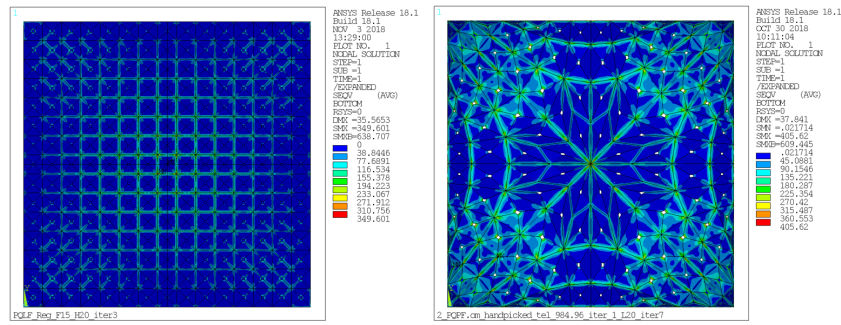 1
ANSYS Release 18.1
Build 18.1
NOV 3 2018
13:29:00
PLOT NO. 1
NODAL SOLUTION
STEP=1
SUB =1
TIME=1
/EXPANDED
SEQV (AVG)
BOTTOM
RSYS=0
DMX =35.5653
SMX =349.601
SMXB=638.707
0
38.8446
77.6891
116.534
155.378
194.223
233.067
271.912
310.756
349.601
PQLF_Reg_F15_H20_iter3
1
ANSYS Release 18.1
Build 18.1
OCT 30 2018
10:11:04
PLOT NO. 1
NODAL SOLUTION
STEP=1
SUB =1
TIME=1
/EXPANDED
SEQV (AVG)
BOTTOM
RSYS=0
DMX =37.841
SMN =.021714
SMX =405.62
SMXB=609.445
.021714
45.0881
90.1546
135.221
180.287
225.354
270.42
315.487
360.553
405.62
2_PQPF.om_handpicked_tel_984.96_iter_1_L20_iter7